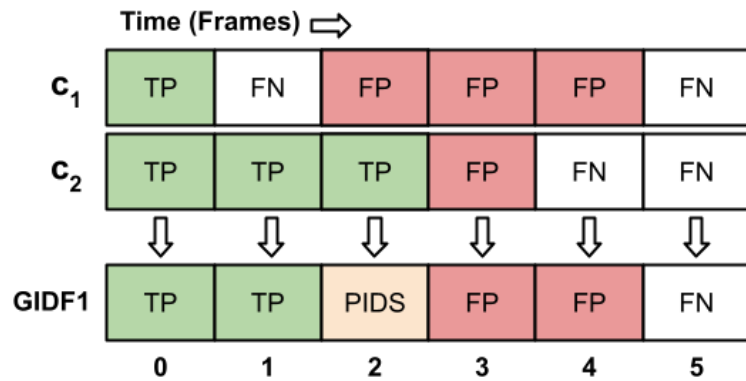 Time (Frames)
c1 TP FN FP FP FP FN
c2 TP TP TP FP FN FN
GIDF1 TP TP PIDS FP FP FN
0 1 2 3 4 5